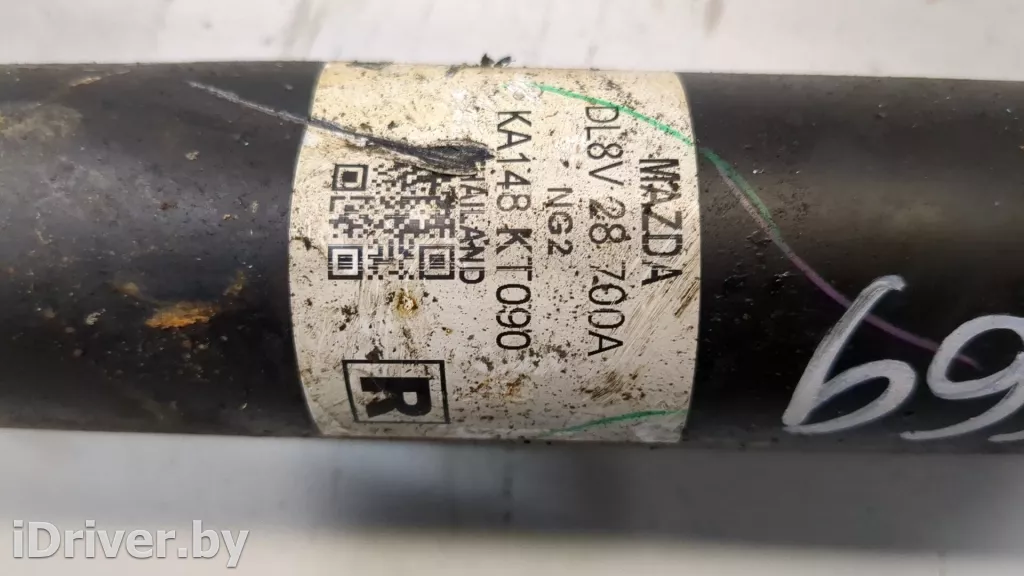 MAZDA
DL8V 28 700A
NG2
KA148 KT090
THAILAND
R
69
iDriver.by